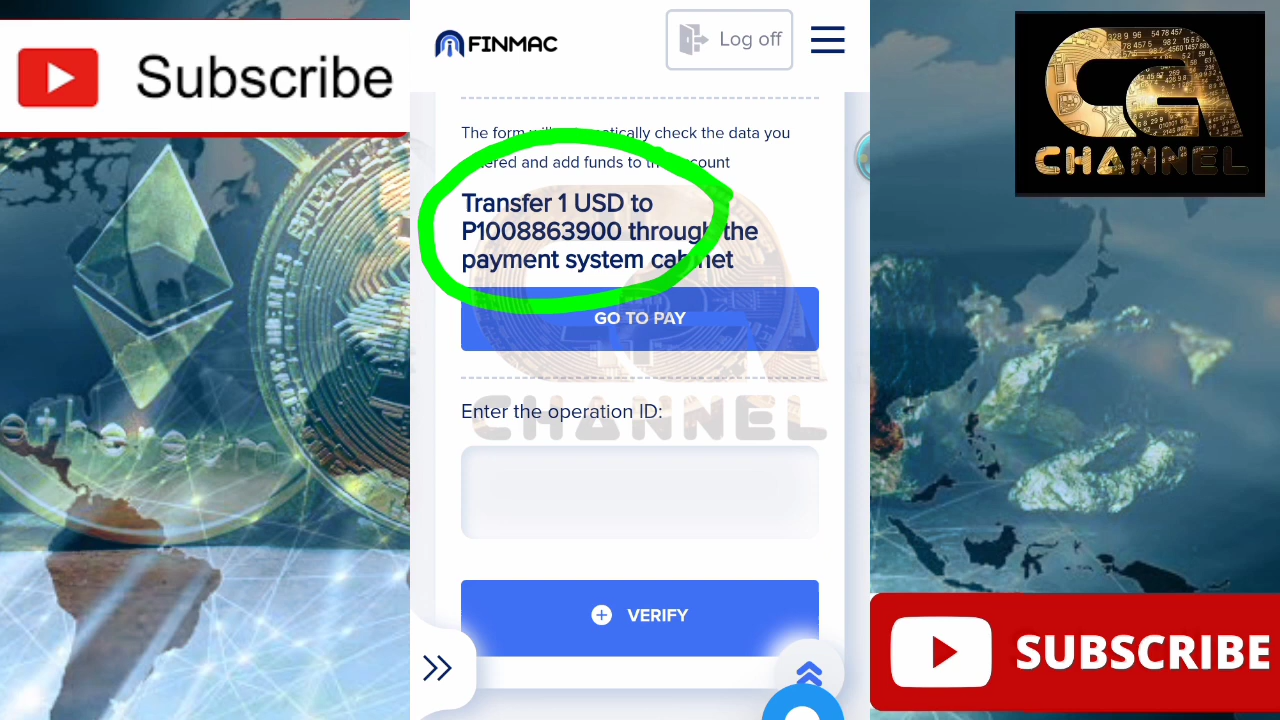 Subscribe
FINMAC
Log off
The form will automatically check the data you
entered and add funds to the account
Transfer 1 USD to
P1008863900 through the
payment system cabinet
GO TO PAY
Enter the operation ID:
VERIFY
CA
CHANNEL
CHANNEL
SUBSCRIBE